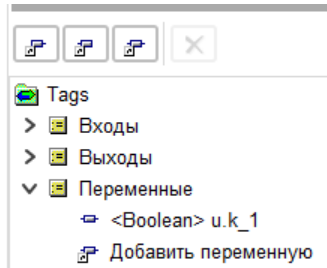 Tags
Входы
Выходы
Переменные
<Boolean> u.k_1
Добавить переменную